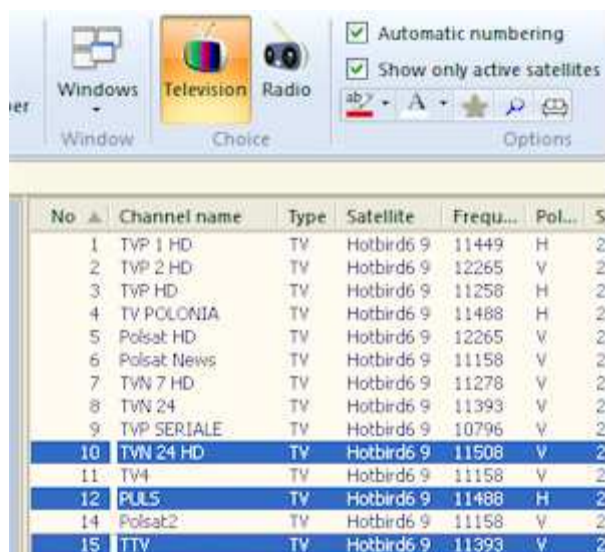 Automatic numbering
Show only active satellites
Windows Television Radio
er
ab A
Window Choice Options
No Channel name Type Satellite Frequ... Pol... S
1 TVP 1 HD TV Hotbird6 9 11449 H 2
2 TVP 2 HD TV Hotbird6 9 12265 V 2
3 TVP HD TV Hotbird6 9 11258 H 2
4 TV POLONIA TV Hotbird6 9 11488 H 2
5 Polsat HD TV Hotbird6 9 12265 V 2
6 Polsat News TV Hotbird6 9 11158 V 2
7 TVN 7 HD TV Hotbird6 9 11278 V 2
8 TVN 24 TV Hotbird6 9 11393 V 2
9 TVP SERIALE TV Hotbird6 9 10796 V 2
10 TVN 24 HD TV Hotbird6 9 11508 V 2
11 TV4 TV Hotbird6 9 11158 V 2
12 PULS TV Hotbird6 9 11488 H 2
14 Polsat2 TV Hotbird6 9 11158 V 2
15 TTV TV Hotbird6 9 11393 V 2